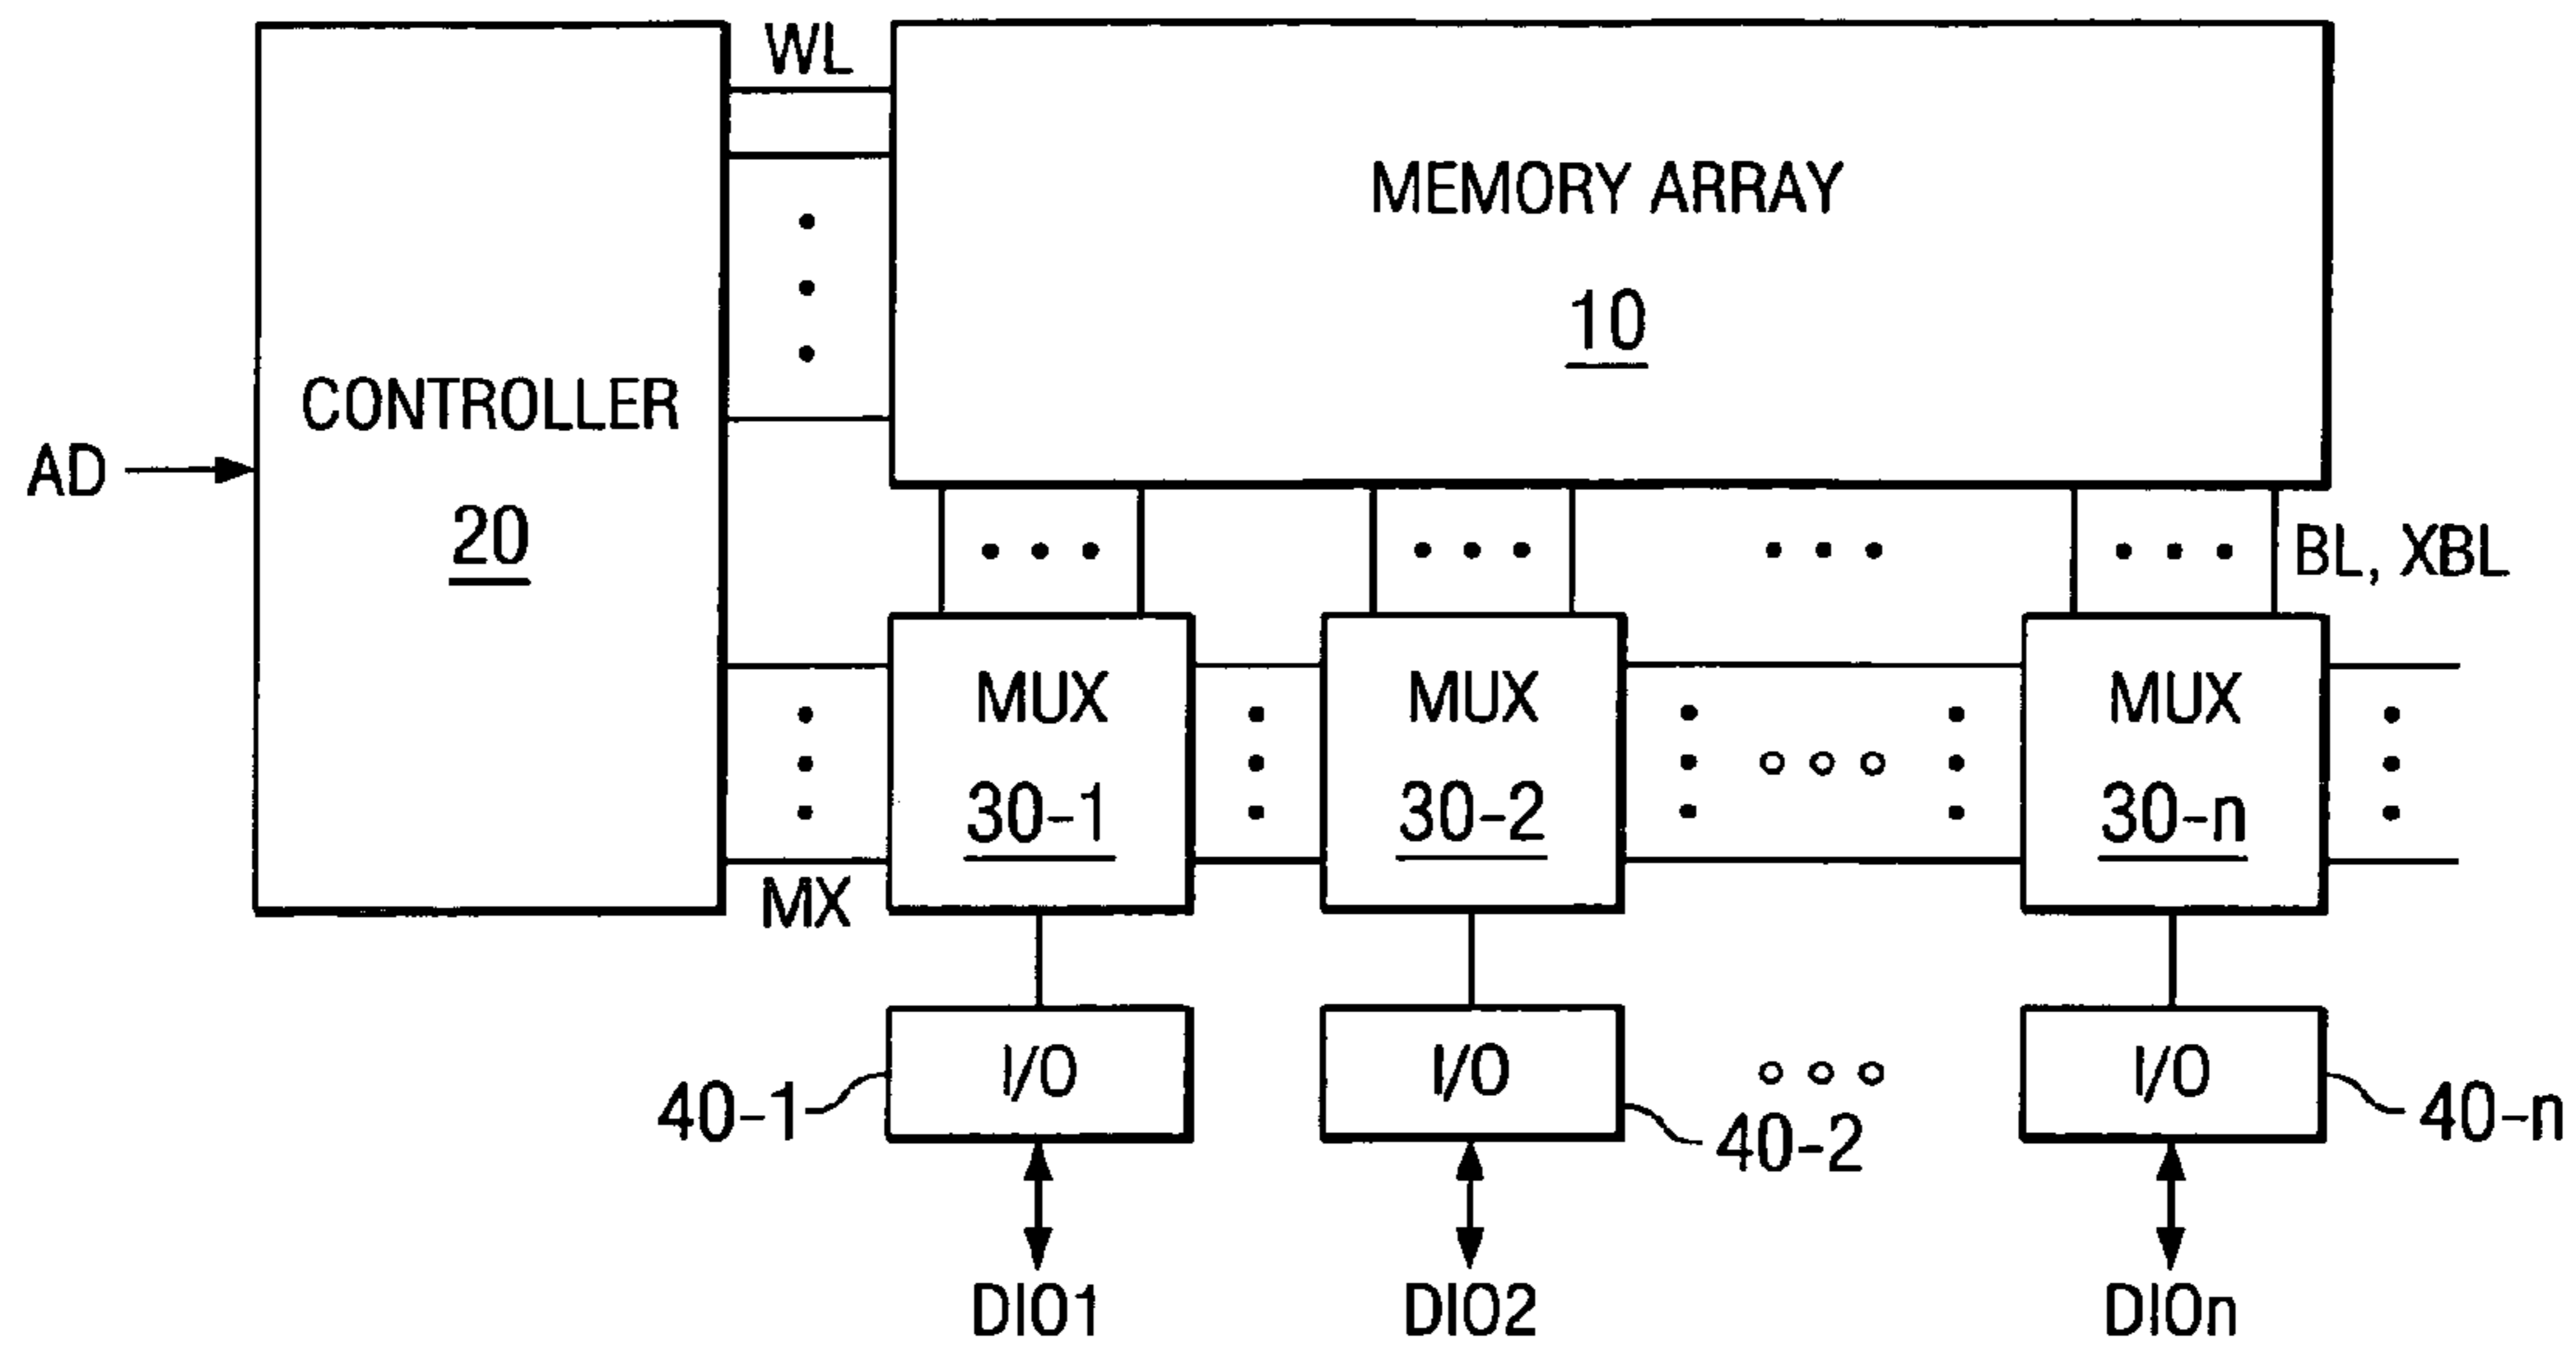 WL
MEMORY ARRAY
10
CONTROLLER
20
AD
BL, XBL
MUX
30-1
MUX
30-2
MUX
30-n
MX
I/O
40-1
I/O
40-2
I/O
40-n
DIO1
DIO2
DIOn